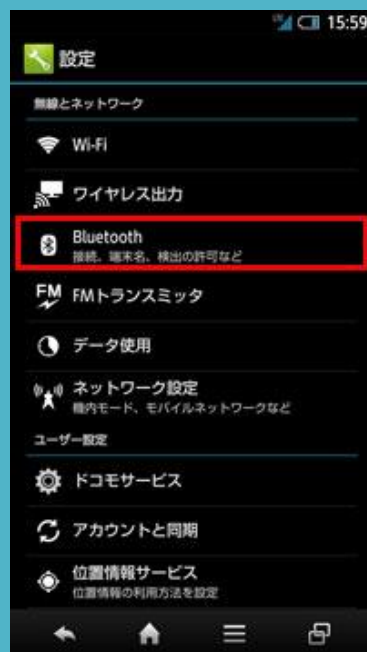 15:59
設定
無線とネットワーク
Wi-Fi
ワイヤレス出力
Bluetooth
接続、端末名、検出の許可など
FM FMトランスミッタ
データ使用
ネットワーク設定
機内モード、モバイルネットワークなど
ユーザー設定
ドコモサービス
アカウントと同期
位置情報サービス
位置情報の利用方法を設定